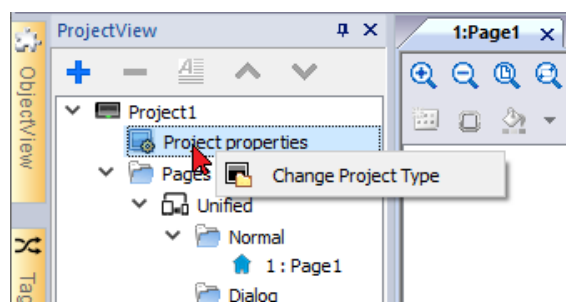 ProjectView
1:Page1
ObjectView
Project1
Project properties
Change Project Type
Pages
Unified
Normal
1 : Page1
Dialog
Tag